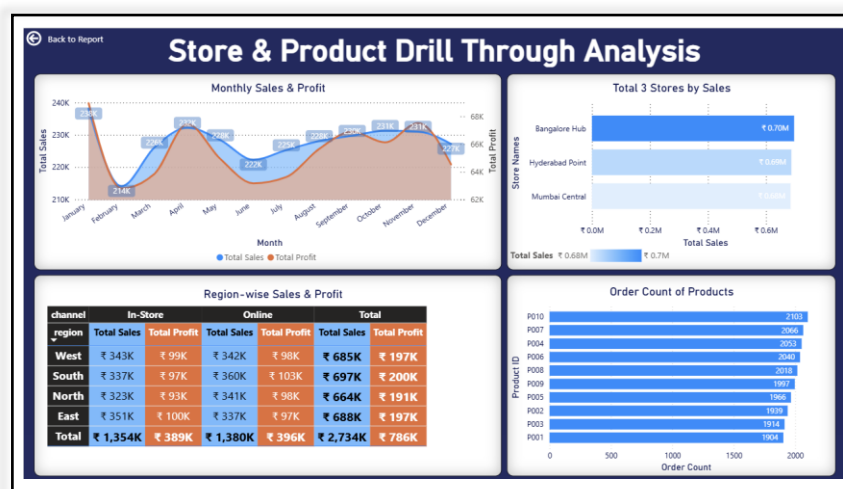 Back to Report
Store & Product Drill Through Analysis
Monthly Sales & Profit
240K
230K
220K
210K
Total Sales
68K
66K
64K
62K
Total Profit
238K
214K
226K
232K
228K
222K
225K
228K
230K
231K
231K
227K
January
February
March
April
May
June
July
August
September
October
November
December
Month
Total Sales Total Profit
Total 3 Stores by Sales
Store Names
Bangalore Hub ₹ 0.70M
Hyderabad Point ₹ 0.69M
Mumbai Central
₹ 0.0M ₹ 0.2M ₹ 0.4M ₹ 0.6M
Total Sales
Total Sales ₹ 0.68M ₹ 0.7M
Region-wise Sales & Profit
channel In-Store Online Total
region Total Sales Total Profit Total Sales Total Profit Total Sales Total Profit
West ₹ 343K ₹ 99K ₹ 342K ₹ 98K ₹ 685K ₹ 197K
South ₹ 337K ₹ 97K ₹ 360K ₹ 103K ₹ 697K ₹ 200K
North ₹ 323K ₹ 93K ₹ 341K ₹ 98K ₹ 664K ₹ 191K
East ₹ 351K ₹ 100K ₹ 337K ₹ 97K ₹ 688K ₹ 197K
Total ₹ 1,354K ₹ 389K ₹ 1,380K ₹ 396K ₹ 2,734K ₹ 786K
Order Count of Products
Product ID
P010 2103
P007 2066
P004 2053
P006 2040
P008 2018
P009 1997
P005 1966
P002 1939
P003 1914
P001 1904
0 500 1000 1500 2000
Order Count